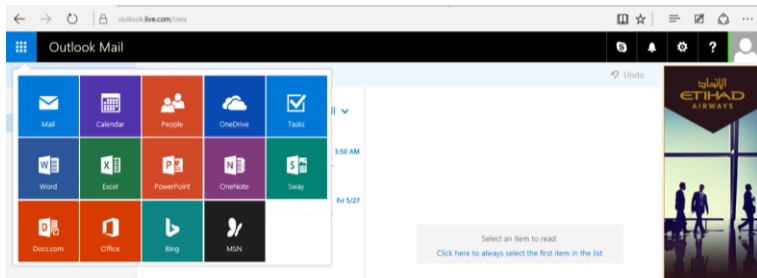 outlook.live.com/owa
Outlook Mail
?
Undo
Mail
Calendar
People
OneDrive
Tasks
3:50 AM
Word
Excel
PowerPoint
OneNote
Sway
Fri 5/27
Docs.com
Office
Bing
MSN
Select an item to read.
Click here to always select the first item in the list
الإتحاد
ETIHAD
AIRWAYS